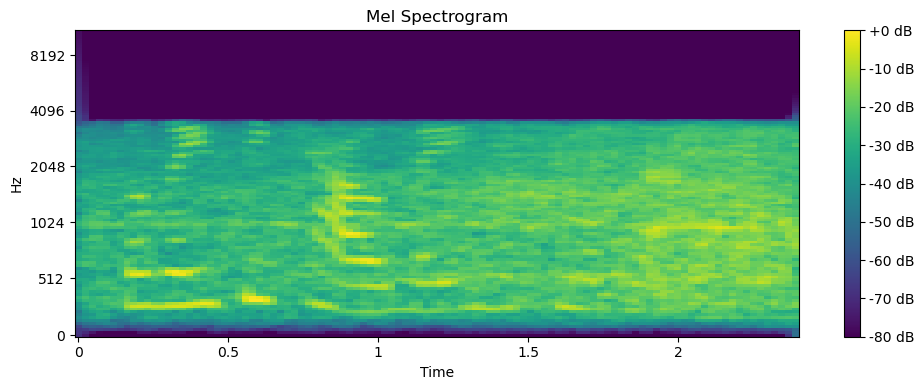 Mel Spectrogram
Hz
8192
4096
2048
1024
512
0
0
0.5
1
1.5
2
Time
+0 dB
-10 dB
-20 dB
-30 dB
-40 dB
-50 dB
-60 dB
-70 dB
-80 dB